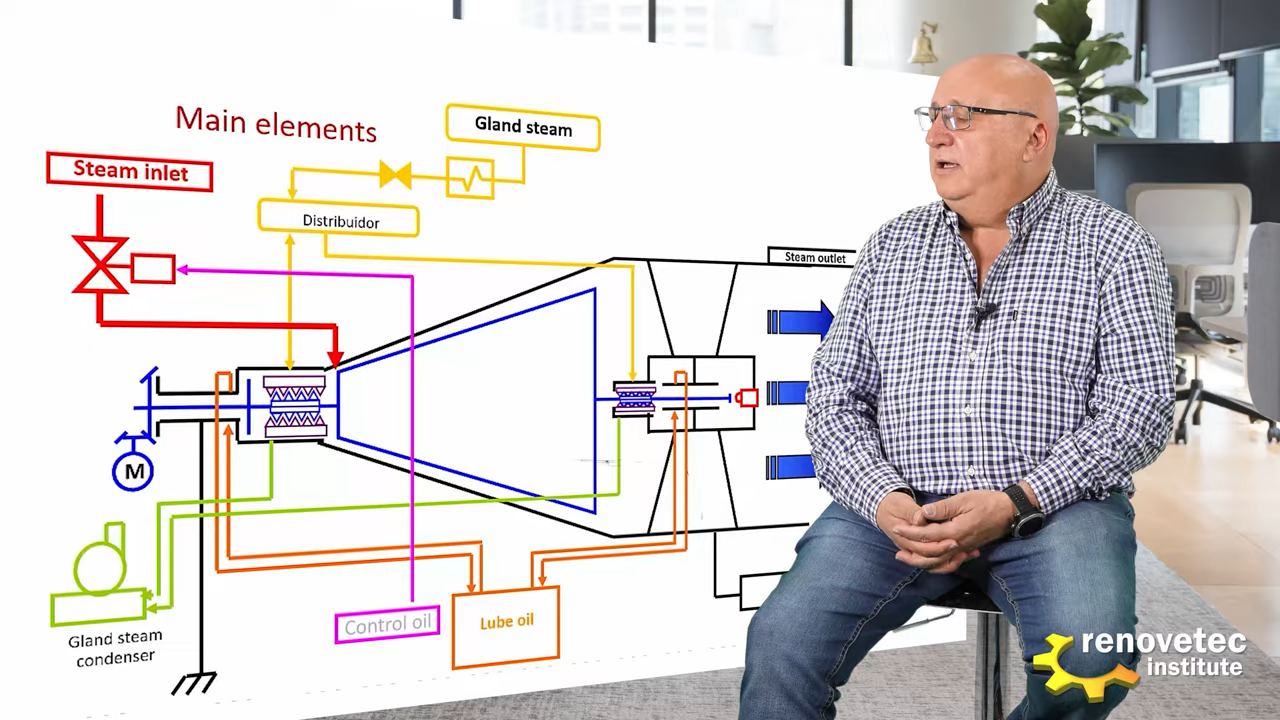 Main elements
Gland steam
Steam inlet
Distribuidor
Steam outlet
M
Control oil
Lube oil
Gland steam
condenser
renovetec
institute